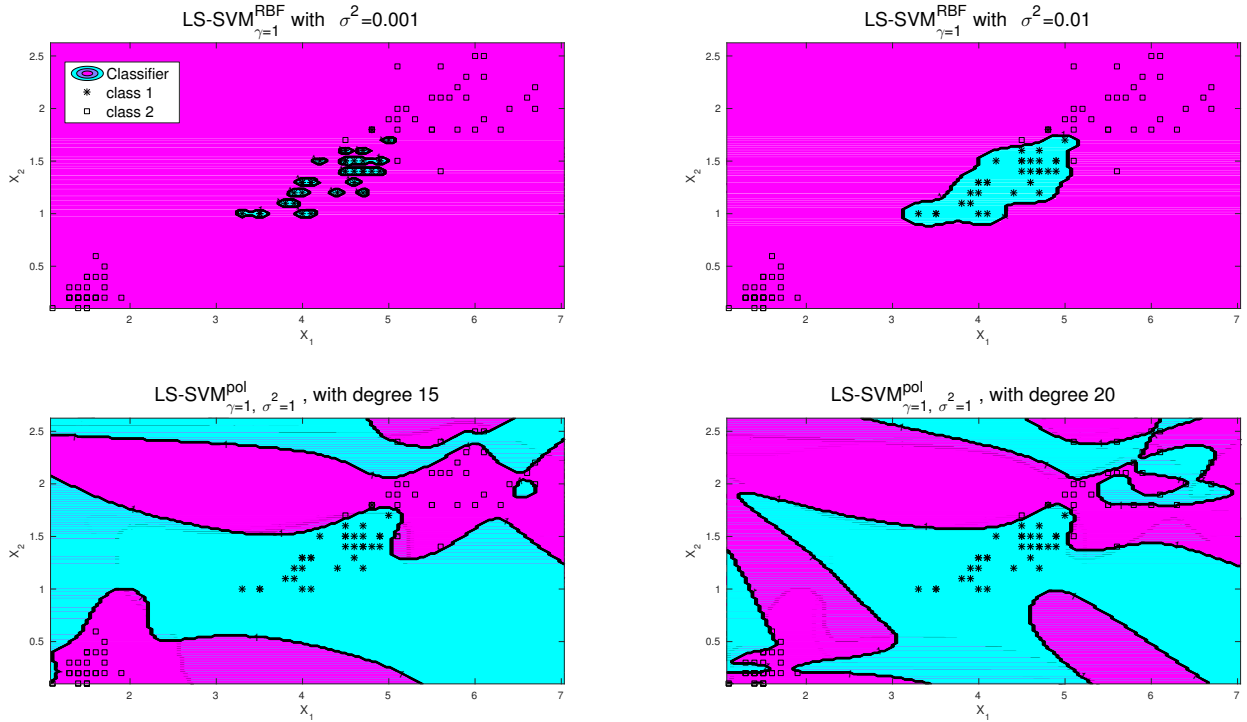 LS-SVM^RBF_γ=1 with σ²=0.001
X₂
2.5
2
1.5
1
0.5
Classifier
class 1
class 2
2 3 4 5 6 7
X₁
LS-SVM^RBF_γ=1 with σ²=0.01
X₂
2.5
2
1.5
1
0.5
2 3 4 5 6 7
X₁
LS-SVM^pol_γ=1, σ²=1 , with degree 15
X₂
2.5
2
1.5
1
0.5
2 3 4 5 6 7
X₁
LS-SVM^pol_γ=1, σ²=1 , with degree 20
X₂
2.5
2
1.5
1
0.5
2 3 4 5 6 7
X₁